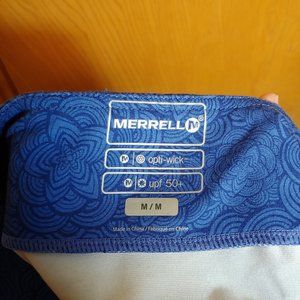 MERRELL M
M opti-wick
M upf 50+
M / M
Made in China / Fabriqué en Chine